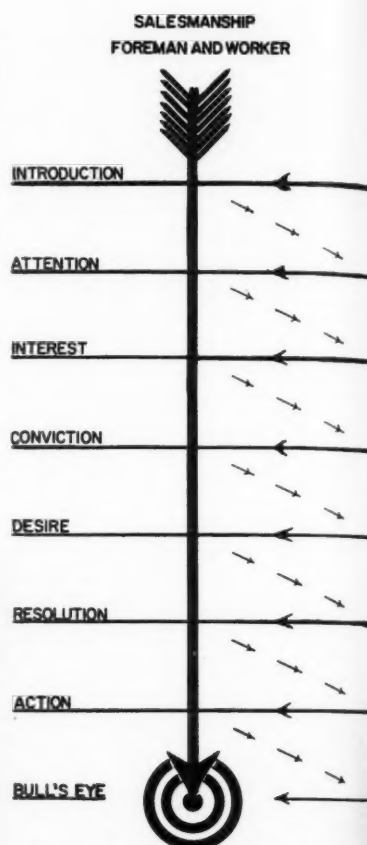 SALESMANSHIP
FOREMAN AND WORKER
INTRODUCTION
ATTENTION
INTEREST
CONVICTION
DESIRE
RESOLUTION
ACTION
BULL'S EYE